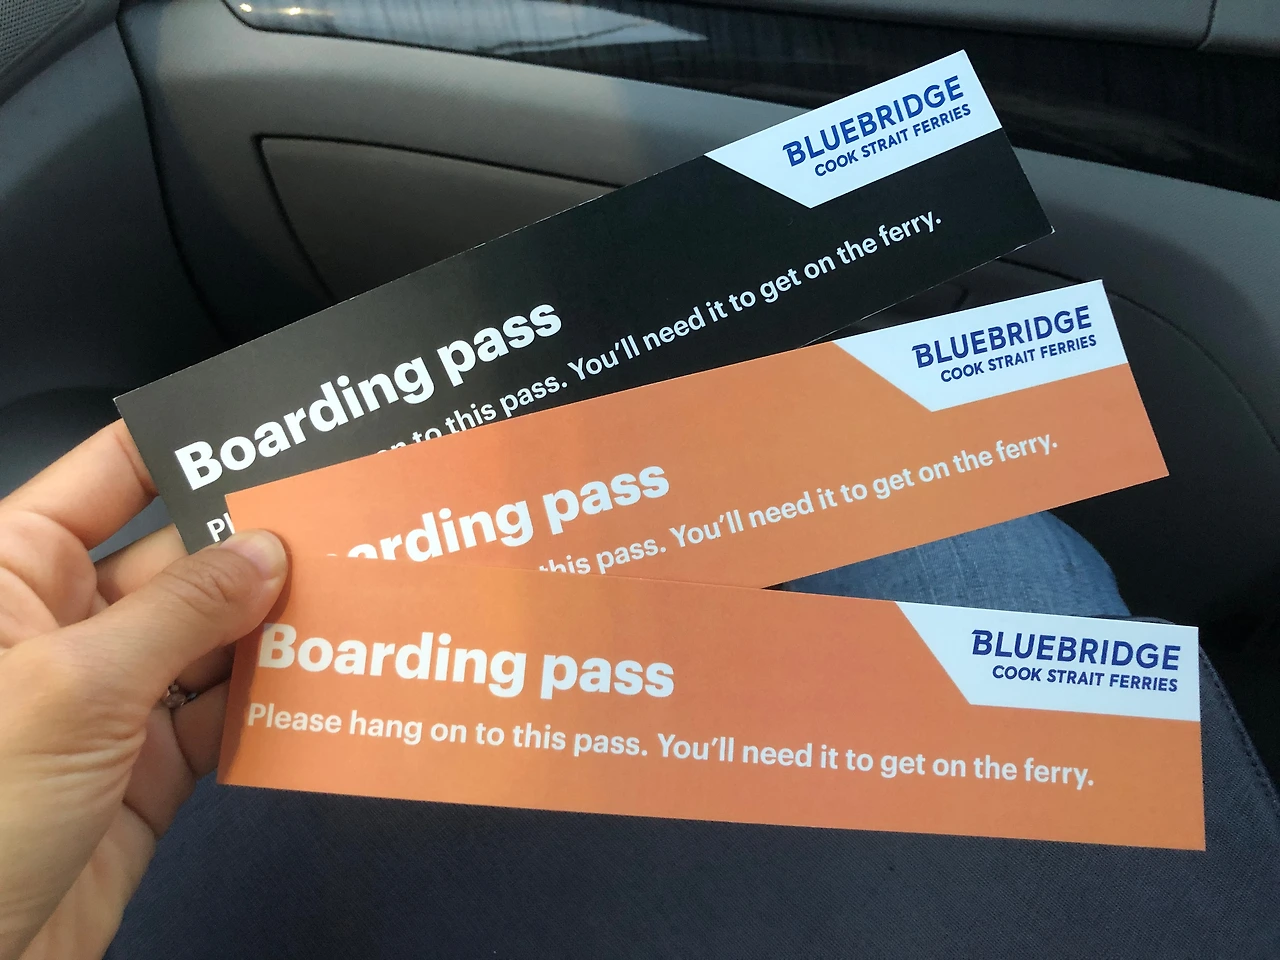 BLUEBRIDGE
COOK STRAIT FERRIES
Boarding pass
to this pass. You'll need it to get on the ferry.
BLUEBRIDGE
COOK STRAIT FERRIES
pass
this pass. You'll need it to get on the ferry.
BLUEBRIDGE
COOK STRAIT FERRIES
Boarding pass
Please hang on to this pass. You'll need it to get on the ferry.